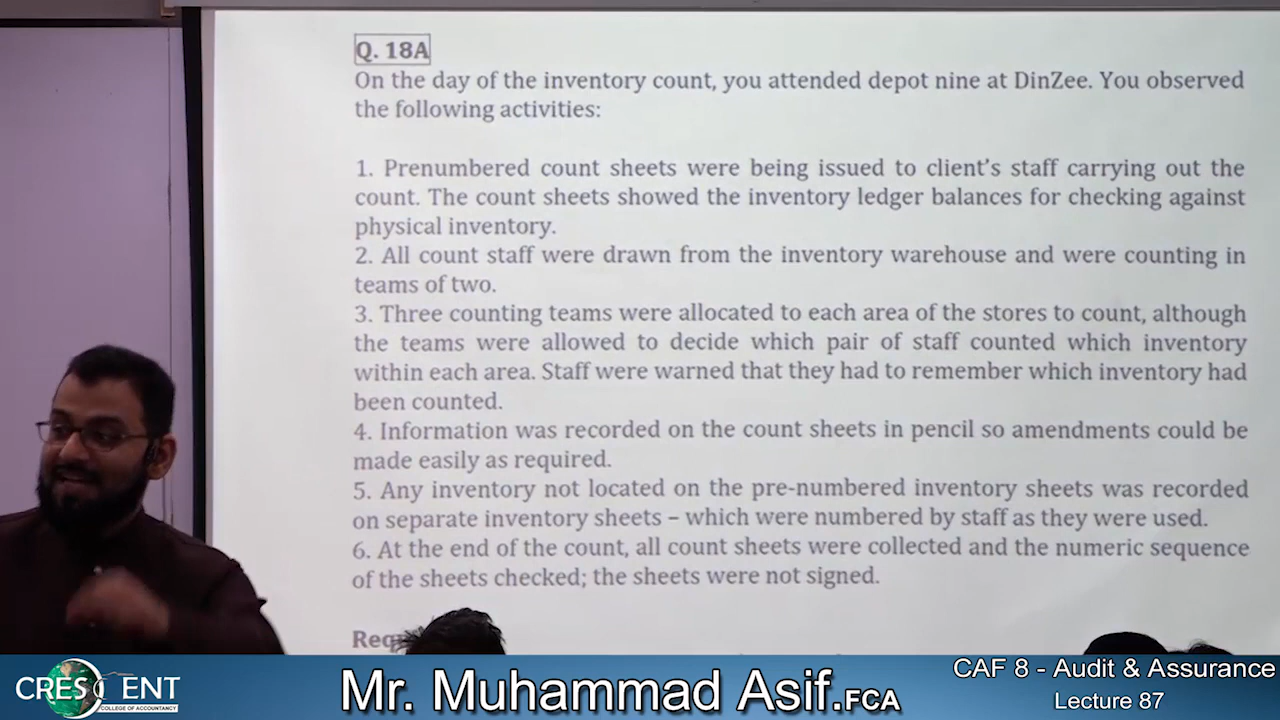 Q. 18A
On the day of the inventory count, you attended depot nine at DinZee. You observed
the following activities:
1. Prenumbered count sheets were being issued to client's staff carrying out the
count. The count sheets showed the inventory ledger balances for checking against
physical inventory.
2. All count staff were drawn from the inventory warehouse and were counting in
teams of two.
3. Three counting teams were allocated to each area of the stores to count, although
the teams were allowed to decide which pair of staff counted which inventory
within each area. Staff were warned that they had to remember which inventory had
been counted.
4. Information was recorded on the count sheets in pencil so amendments could be
made easily as required.
5. Any inventory not located on the pre-numbered inventory sheets was recorded
on separate inventory sheets – which were numbered by staff as they were used.
6. At the end of the count, all count sheets were collected and the numeric sequence
of the sheets checked; the sheets were not signed.
CRESCENT
COLLEGE OF ACCOUNTANCY
Mr. Muhammad Asif.FCA
CAF 8 - Audit & Assurance
Lecture 87